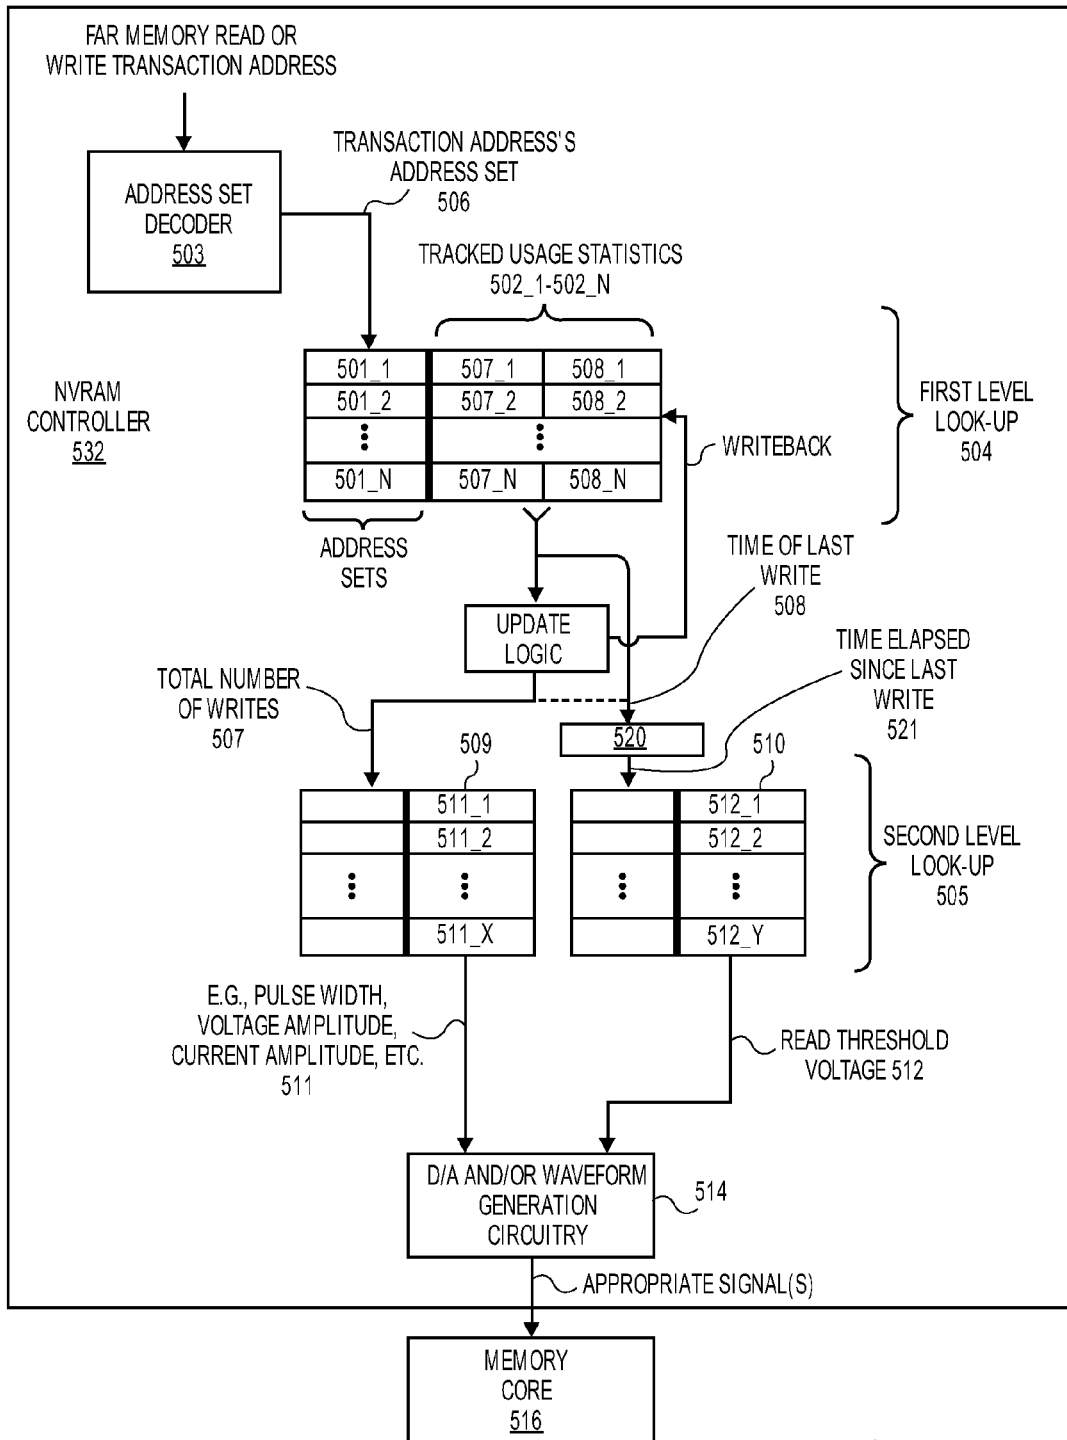 FAR MEMORY READ OR
WRITE TRANSACTION ADDRESS
ADDRESS SET
DECODER
503
TRANSACTION ADDRESS'S
ADDRESS SET
506
TRACKED USAGE STATISTICS
502_1-502_N
NVRAM
CONTROLLER
532
501_1 507_1 508_1
501_2 507_2 508_2
501_N 507_N 508_N
FIRST LEVEL
LOOK-UP
504
WRITEBACK
ADDRESS
SETS
TIME OF LAST
WRITE
508
UPDATE
LOGIC
TIME ELAPSED
SINCE LAST
WRITE
521
TOTAL NUMBER
OF WRITES
507
520
509
510
511_1
511_2
511_X
512_1
512_2
512_Y
SECOND LEVEL
LOOK-UP
505
E.G., PULSE WIDTH,
VOLTAGE AMPLITUDE,
CURRENT AMPLITUDE, ETC.
511
READ THRESHOLD
VOLTAGE 512
D/A AND/OR WAVEFORM
GENERATION
CIRCUITRY
514
APPROPRIATE SIGNAL(S)
MEMORY
CORE
516